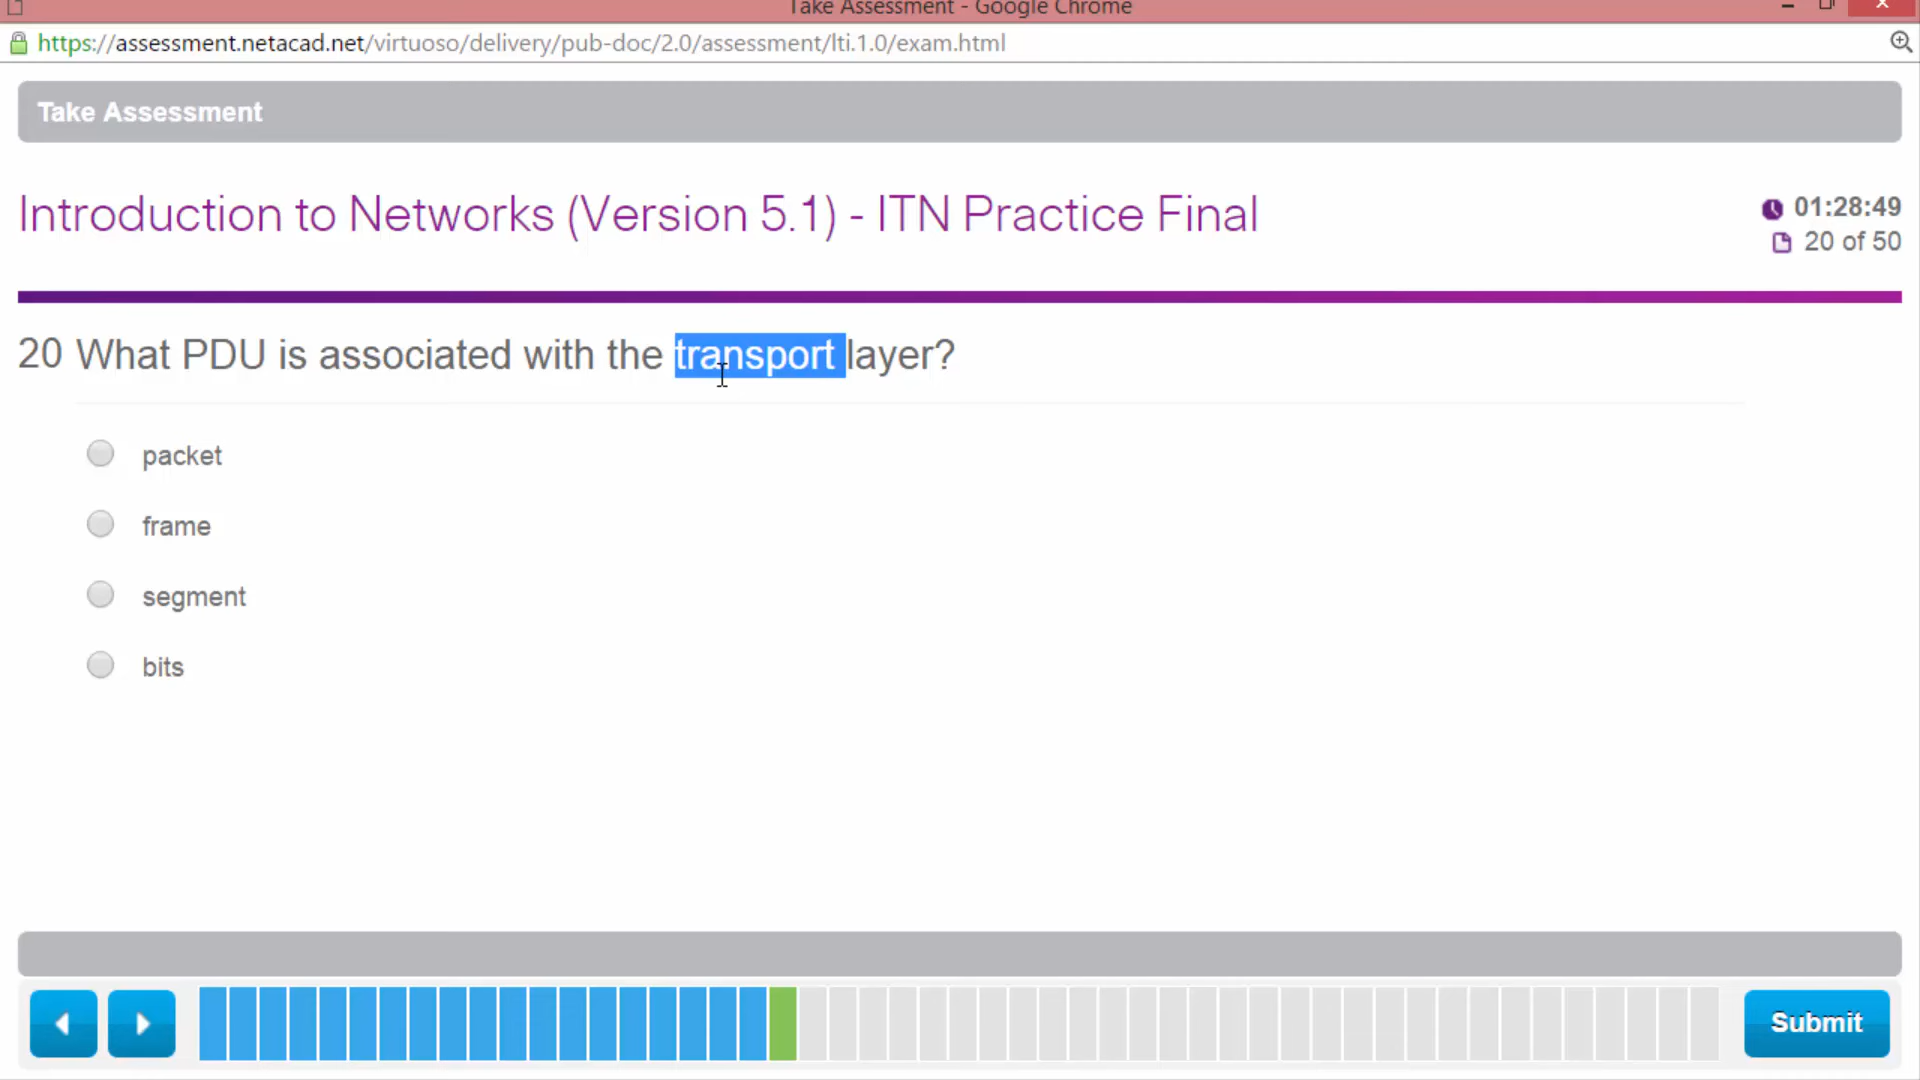 Take Assessment - Google Chrome
https://assessment.netacad.net/virtuoso/delivery/pub-doc/2.0/assessment/lti.1.0/exam.html
Take Assessment
Introduction to Networks (Version 5.1) - ITN Practice Final
01:28:49
20 of 50
20 What PDU is associated with the transport layer?
packet
frame
segment
bits
Submit